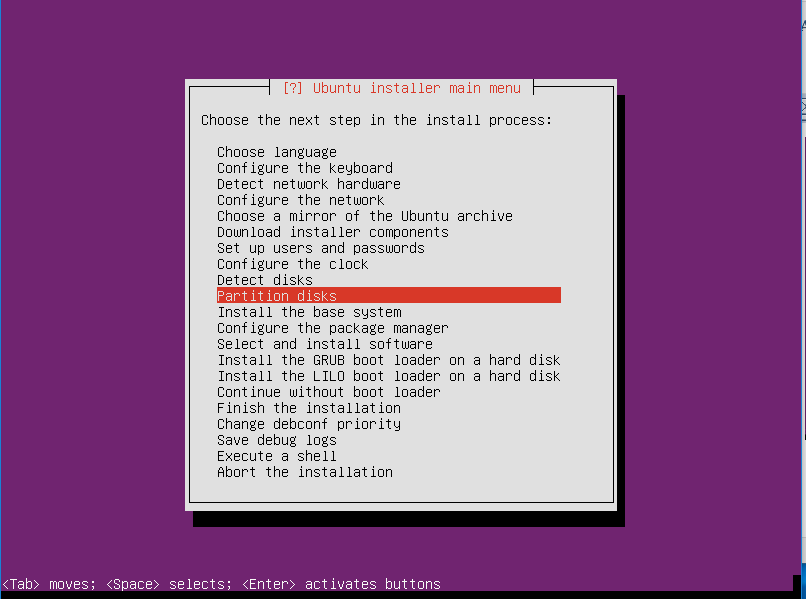 [?] Ubuntu installer main menu
Choose the next step in the install process:
Choose language
Configure the keyboard
Detect network hardware
Configure the network
Choose a mirror of the Ubuntu archive
Download installer components
Set up users and passwords
Configure the clock
Detect disks
Partition disks
Install the base system
Configure the package manager
Select and install software
Install the GRUB boot loader on a hard disk
Install the LILO boot loader on a hard disk
Continue without boot loader
Finish the installation
Change debconf priority
Save debug logs
Execute a shell
Abort the installation
<Tab> moves; <Space> selects; <Enter> activates buttons